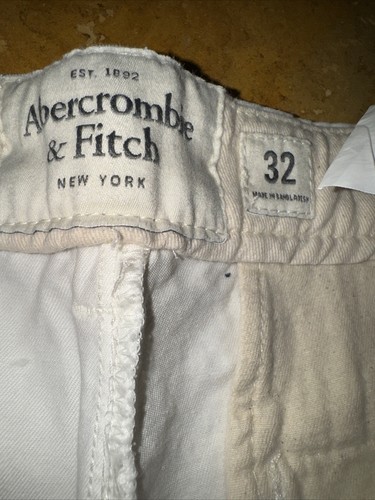 EST. 1892
Abercrombie
& Fitch
NEW YORK
32
MADE IN BANGLADESH